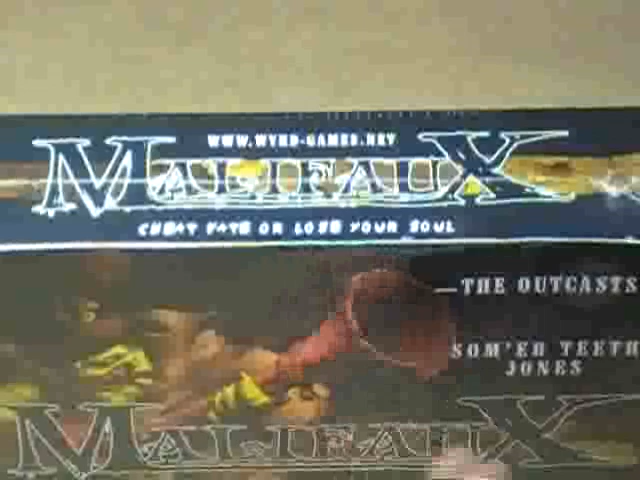 WWW.WYRD-GAMES.NET
MALIFAUX
CHEAT FATE OR LOSE YOUR SOUL
THE OUTCASTS
SOM'ER TEETH
JONES
MALIFAUX